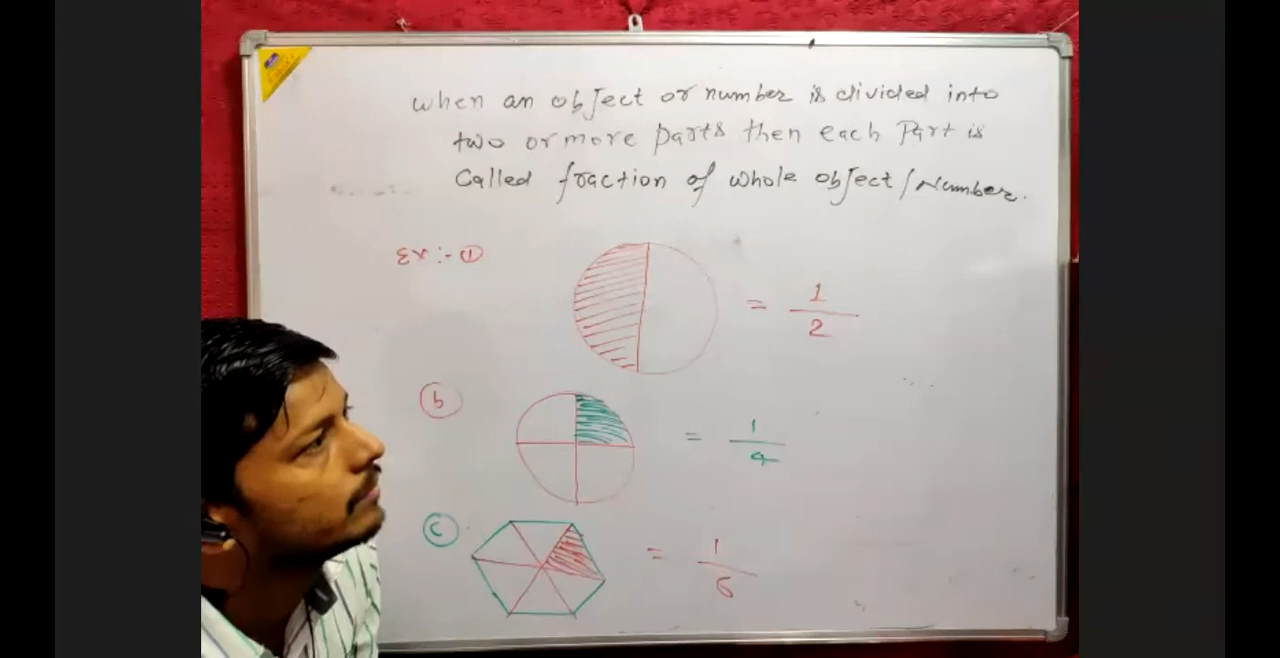 when an object or number is divided into
two or more parts then each Part is
Called fraction of whole object/Number.
Ex :- ①
= 1/2
ⓑ
= 1/4
ⓒ
= 1/6